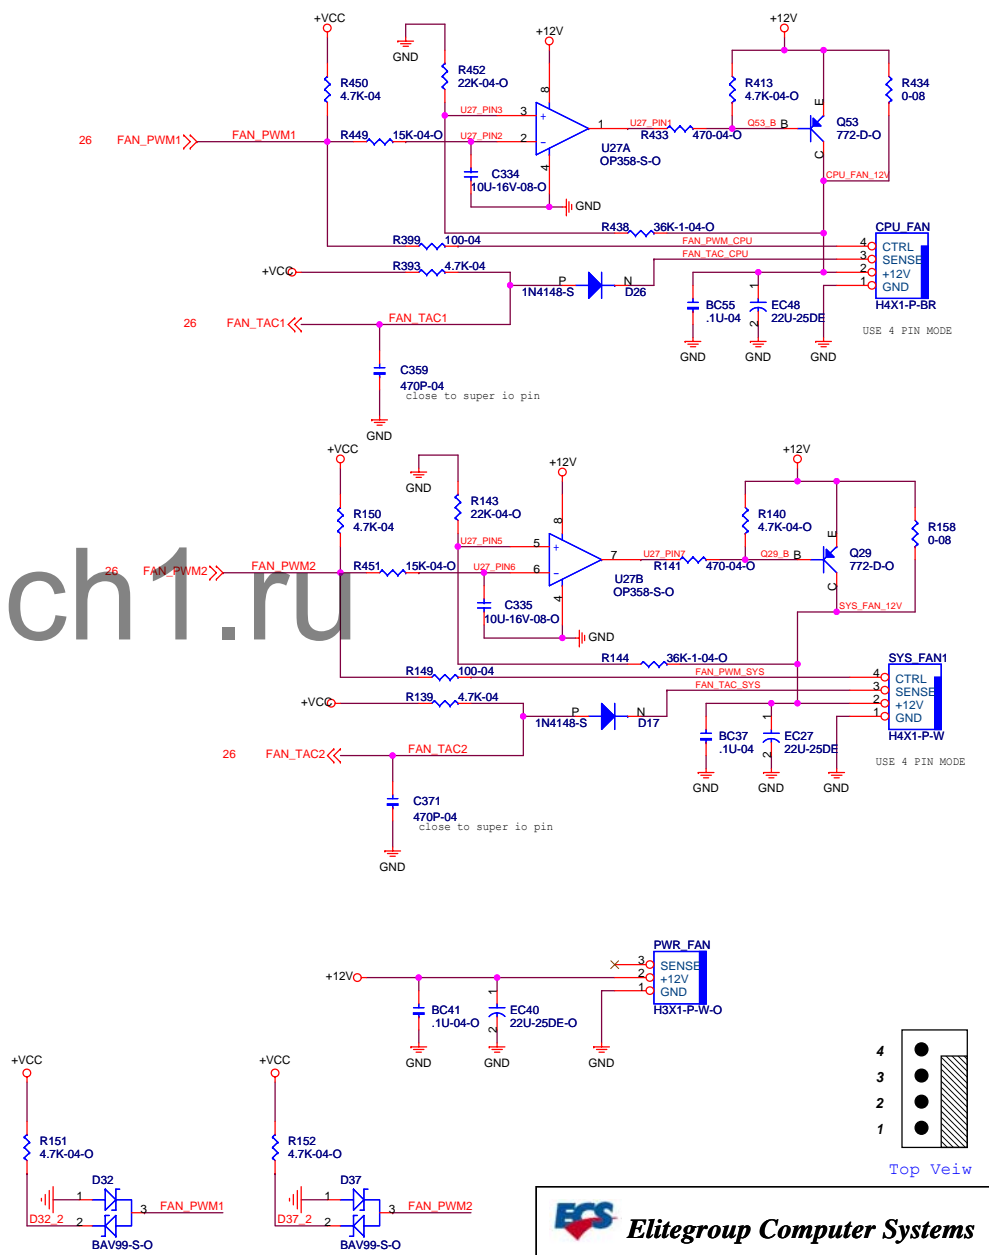 +VCC
+12V
+12V
GND
R450
4.7K-04
R452
22K-04-O
R413
4.7K-04-O
R434
0-08
8
E
U27_PIN3
3
+
26 FAN_PWM1
FAN_PWM1
R449
15K-04-O
U27_PIN2
2
−
1
U27_PIN1
R433
470-04-O
Q53_B
B
Q53
772-D-O
U27A
OP358-S-O
4
C
C334
10U-16V-08-O
CPU_FAN_12V
GND
R438
36K-1-04-O
CPU_FAN
R399
100-04
FAN_PWM_CPU
4
CTRL
FAN_TAC_CPU
3
SENSE
+VCC
R393
4.7K-04
2
+12V
P
N
1
GND
1N4148-S
D26
H4X1-P-BR
BC55
.1U-04
1
EC48
22U-25DE
2
26 FAN_TAC1
FAN_TAC1
USE 4 PIN MODE
GND
GND
GND
C359
470P-04
close to super io pin
GND
+VCC
+12V
+12V
GND
R150
4.7K-04
R143
22K-04-O
R140
4.7K-04-O
R158
0-08
8
E
U27_PIN5
5
+
26 FAN_PWM2
FAN_PWM2
R451
15K-04-O
U27_PIN6
6
−
7
U27_PIN7
R141
470-04-O
Q29_B
B
Q29
772-D-O
U27B
OP358-S-O
ch1.ru
4
C
C335
10U-16V-08-O
SYS_FAN_12V
GND
R144
36K-1-04-O
SYS_FAN1
R149
100-04
FAN_PWM_SYS
4
CTRL
FAN_TAC_SYS
3
SENSE
+VCC
R139
4.7K-04
2
+12V
P
N
1
GND
1N4148-S
D17
H4X1-P-W
BC37
.1U-04
1
EC27
22U-25DE
2
26 FAN_TAC2
FAN_TAC2
USE 4 PIN MODE
GND
GND
GND
C371
470P-04
close to super io pin
GND
PWR_FAN
3
SENSE
+12V
2
+12V
1
GND
H3X1-P-W-O
BC41
.1U-04-O
1
EC40
22U-25DE-O
2
GND
GND
GND
4
3
2
1
Top Veiw
+VCC
+VCC
R151
4.7K-04-O
R152
4.7K-04-O
D32
D37
1
3
FAN_PWM1
1
3
FAN_PWM2
D32_2
2
D37_2
2
BAV99-S-O
BAV99-S-O
ECS
Elitegroup Computer Systems